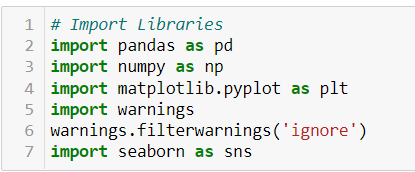 1 # Import Libraries
2 import pandas as pd
3 import numpy as np
4 import matplotlib.pyplot as plt
5 import warnings
6 warnings.filterwarnings('ignore')
7 import seaborn as sns